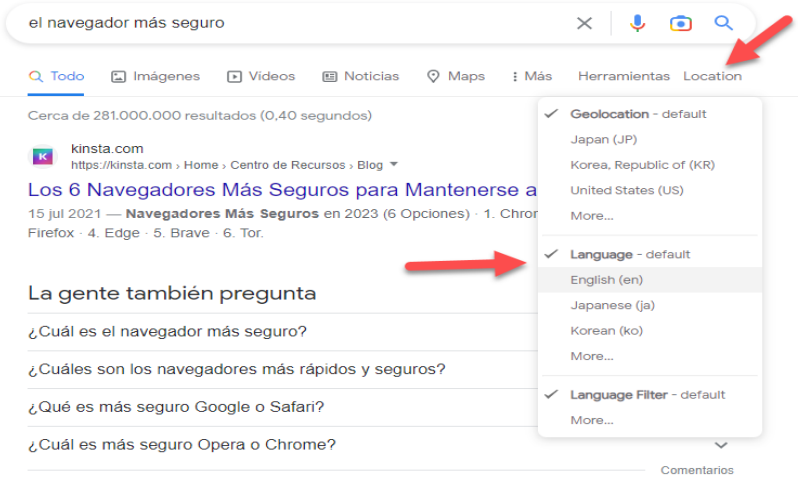 el navegador más seguro
Todo Imágenes Videos Noticias Maps Más Herramientas Location
Cerca de 281.000.000 resultados (0,40 segundos)
kinsta.com
https://kinsta.com › Home › Centro de Recursos › Blog
Los 6 Navegadores Más Seguros para Mantenerse a
15 jul 2021 — Navegadores Más Seguros en 2023 (6 Opciones) · 1. Chror
Firefox · 4. Edge · 5. Brave · 6. Tor.
La gente también pregunta
¿Cuál es el navegador más seguro?
¿Cuáles son los navegadores más rápidos y seguros?
¿Qué es más seguro Google o Safari?
¿Cuál es más seguro Opera o Chrome?
Comentarios
Geolocation - default
Japan (JP)
Korea, Republic of (KR)
United States (US)
More...
Language - default
English (en)
Japanese (ja)
Korean (ko)
More...
Language Filter - default
More...